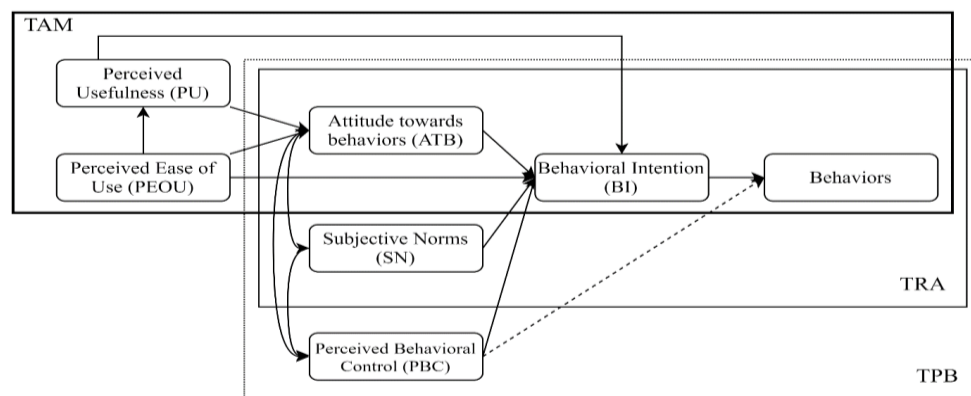 TAM
Perceived
Usefulness (PU)
Attitude towards
behaviors (ATB)
Perceived Ease of
Use (PEOU)
Behavioral Intention
(BI)
Behaviors
Subjective Norms
(SN)
TRA
Perceived Behavioral
Control (PBC)
TPB